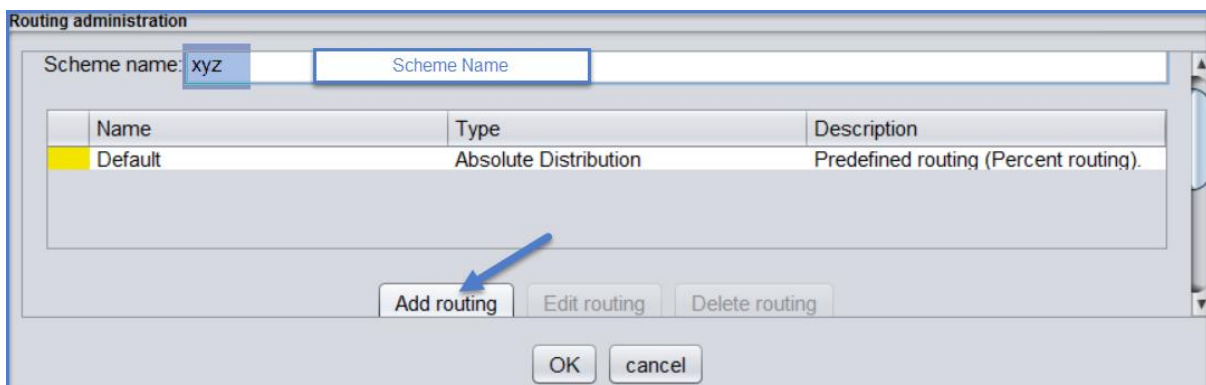 Routing administration
Scheme name: xyz Scheme Name
Name Type Description
Default Absolute Distribution Predefined routing (Percent routing).
Add routing Edit routing Delete routing
OK cancel